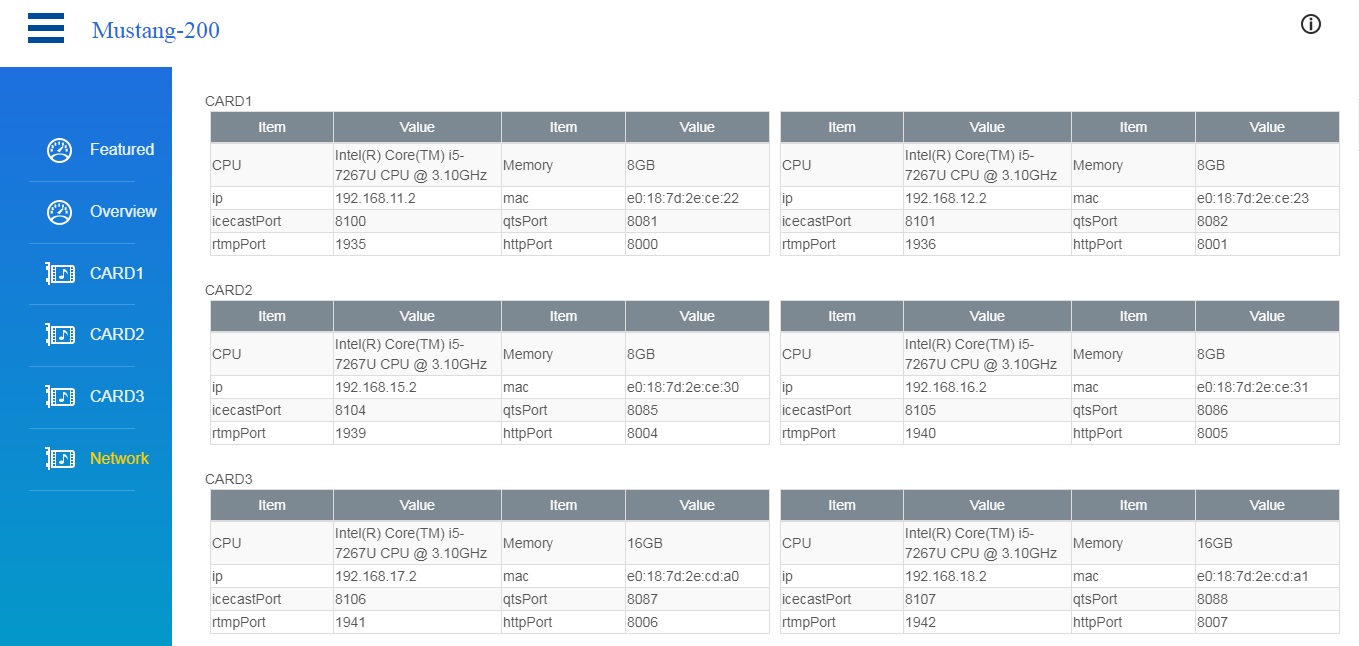 Mustang-200
Featured
Overview
CARD1
CARD2
CARD3
Network
CARD1
Item Value Item Value Item Value Item Value
CPU Intel(R) Core(TM) i5- Memory 8GB CPU Intel(R) Core(TM) i5- Memory 8GB
7267U CPU @ 3.10GHz 7267U CPU @ 3.10GHz
ip 192.168.11.2 mac e0:18:7d:2e:ce:22 ip 192.168.12.2 mac e0:18:7d:2e:ce:23
icecastPort 8100 qtsPort 8081 icecastPort 8101 qtsPort 8082
rtmpPort 1935 httpPort 8000 rtmpPort 1936 httpPort 8001
CARD2
Item Value Item Value Item Value Item Value
CPU Intel(R) Core(TM) i5- Memory 8GB CPU Intel(R) Core(TM) i5- Memory 8GB
7267U CPU @ 3.10GHz 7267U CPU @ 3.10GHz
ip 192.168.15.2 mac e0:18:7d:2e:ce:30 ip 192.168.16.2 mac e0:18:7d:2e:ce:31
icecastPort 8104 qtsPort 8085 icecastPort 8105 qtsPort 8086
rtmpPort 1939 httpPort 8004 rtmpPort 1940 httpPort 8005
CARD3
Item Value Item Value Item Value Item Value
CPU Intel(R) Core(TM) i5- Memory 16GB CPU Intel(R) Core(TM) i5- Memory 16GB
7267U CPU @ 3.10GHz 7267U CPU @ 3.10GHz
ip 192.168.17.2 mac e0:18:7d:2e:cd:a0 ip 192.168.18.2 mac e0:18:7d:2e:cd:a1
icecastPort 8106 qtsPort 8087 icecastPort 8107 qtsPort 8088
rtmpPort 1941 httpPort 8006 rtmpPort 1942 httpPort 8007